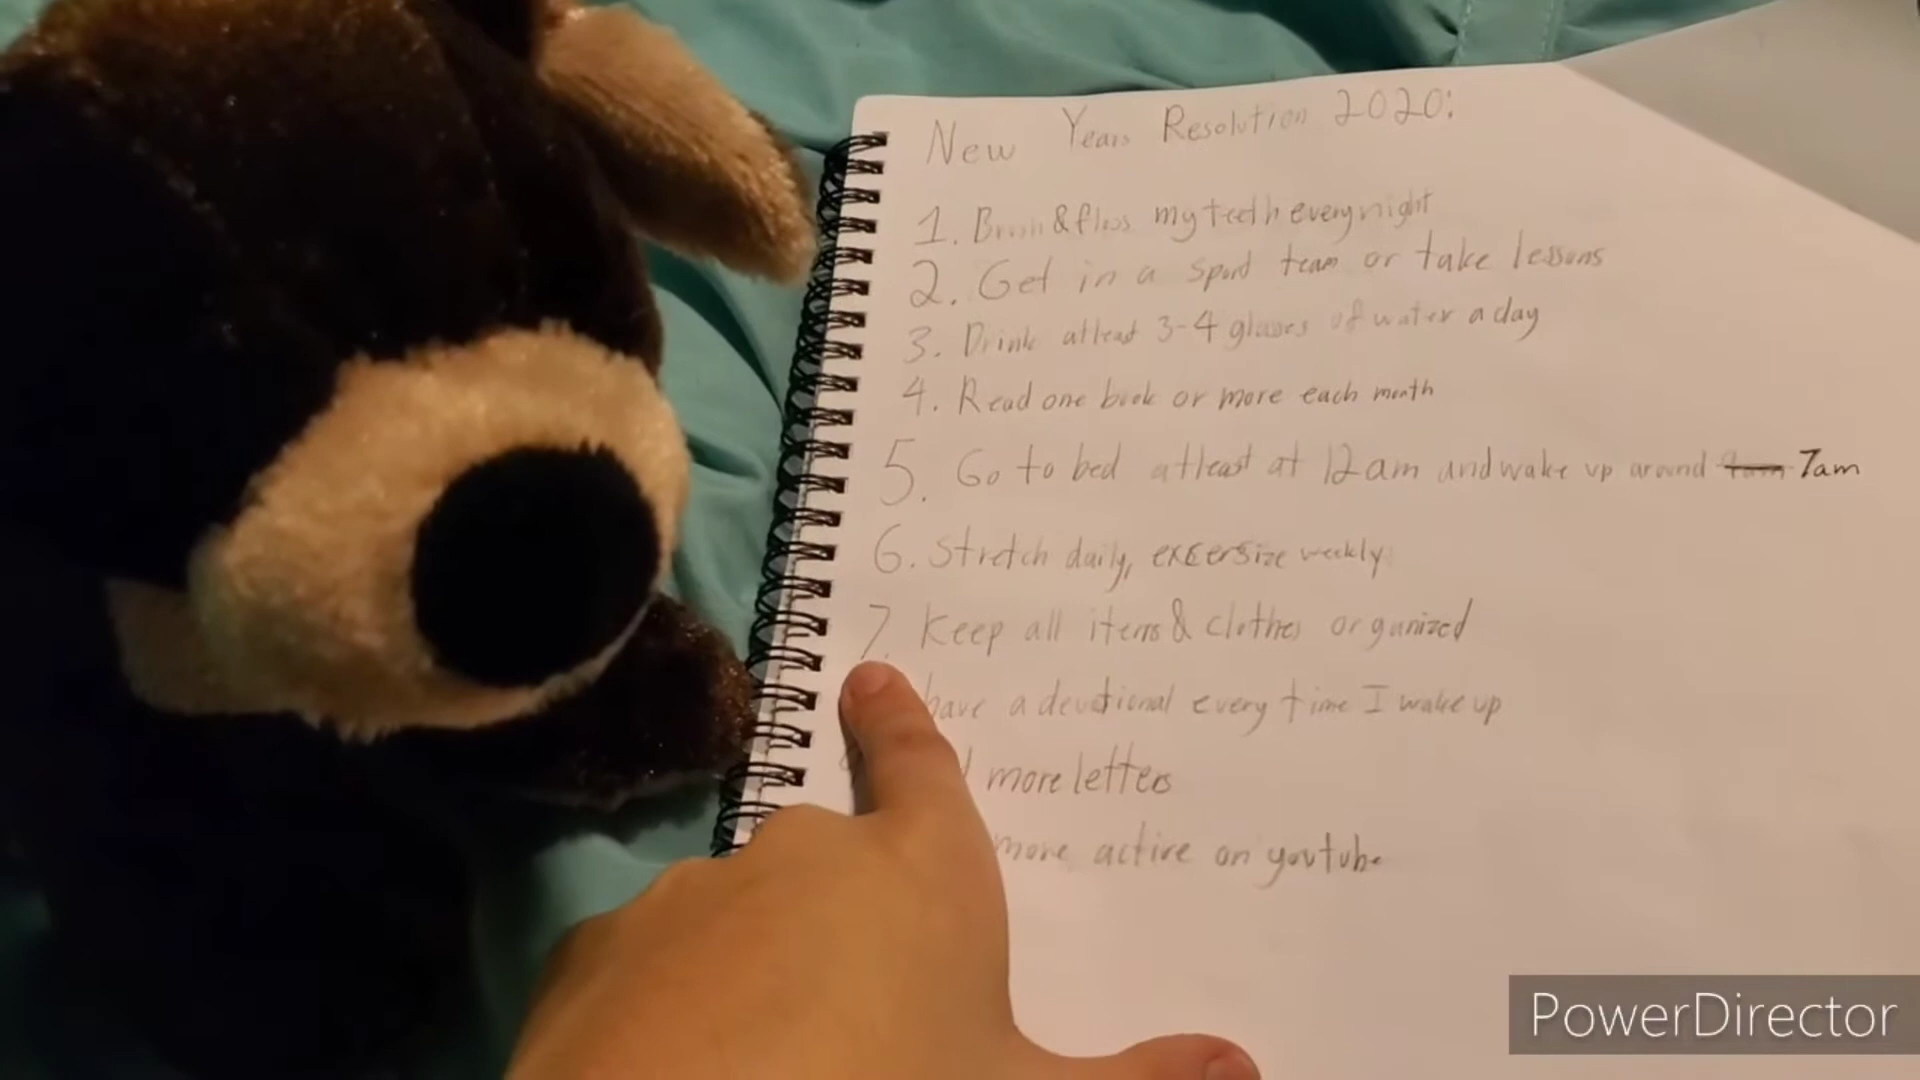 New Years Resolution 2020:
1. Brush & floss my teeth every night
2. Get in a sport team or take lessons
3. Drink atleast 3-4 glasses of water a day
4. Read one book or more each month
5. Go to bed atleast at 12am and wake up around 7am
6. Stretch daily, excersize weekly
7. Keep all items & clothes organized
have a devotional every time I wake up
more letters
more active on youtube
PowerDirector